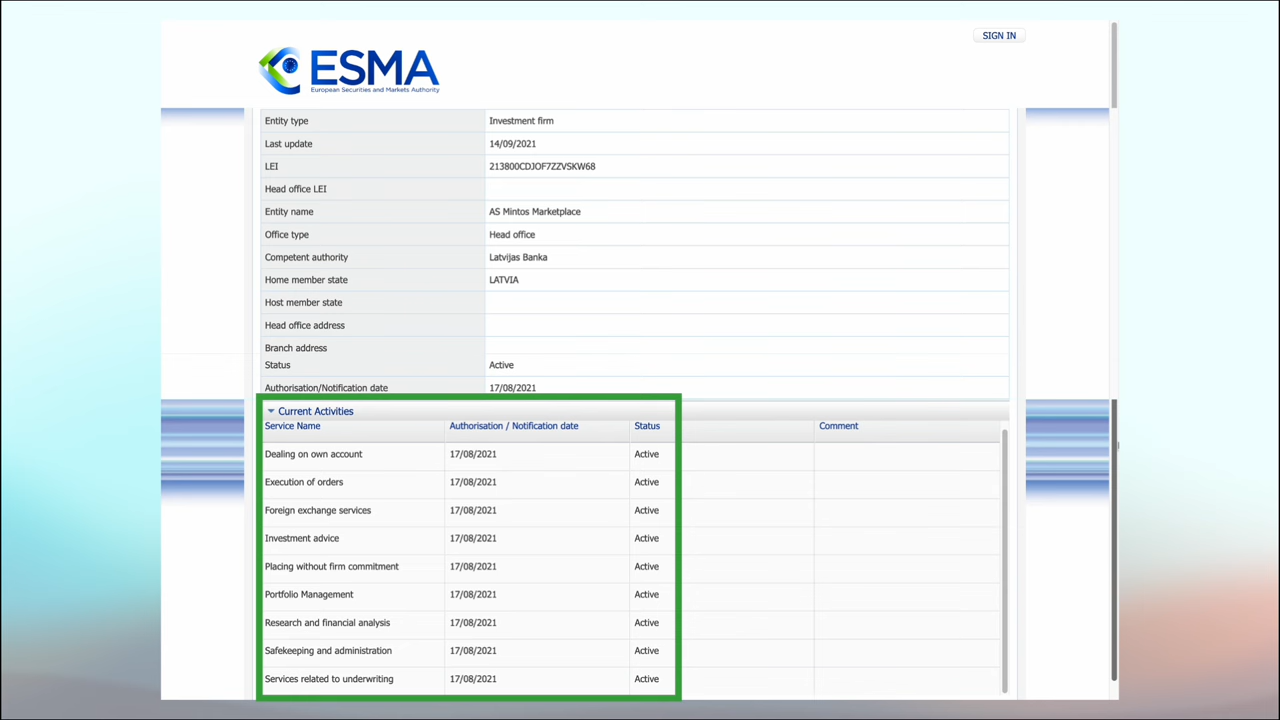 SIGN IN
ESMA
European Securities and Markets Authority
Entity type Investment firm
Last update 14/09/2021
LEI 213800CDJOF7ZZVSKW68
Head office LEI
Entity name AS Mintos Marketplace
Office type Head office
Competent authority Latvijas Banka
Home member state LATVIA
Host member state
Head office address
Branch address
Status Active
Authorisation/Notification date 17/08/2021
Current Activities
Service Name Authorisation / Notification date Status Comment
Dealing on own account 17/08/2021 Active
Execution of orders 17/08/2021 Active
Foreign exchange services 17/08/2021 Active
Investment advice 17/08/2021 Active
Placing without firm commitment 17/08/2021 Active
Portfolio Management 17/08/2021 Active
Research and financial analysis 17/08/2021 Active
Safekeeping and administration 17/08/2021 Active
Services related to underwriting 17/08/2021 Active